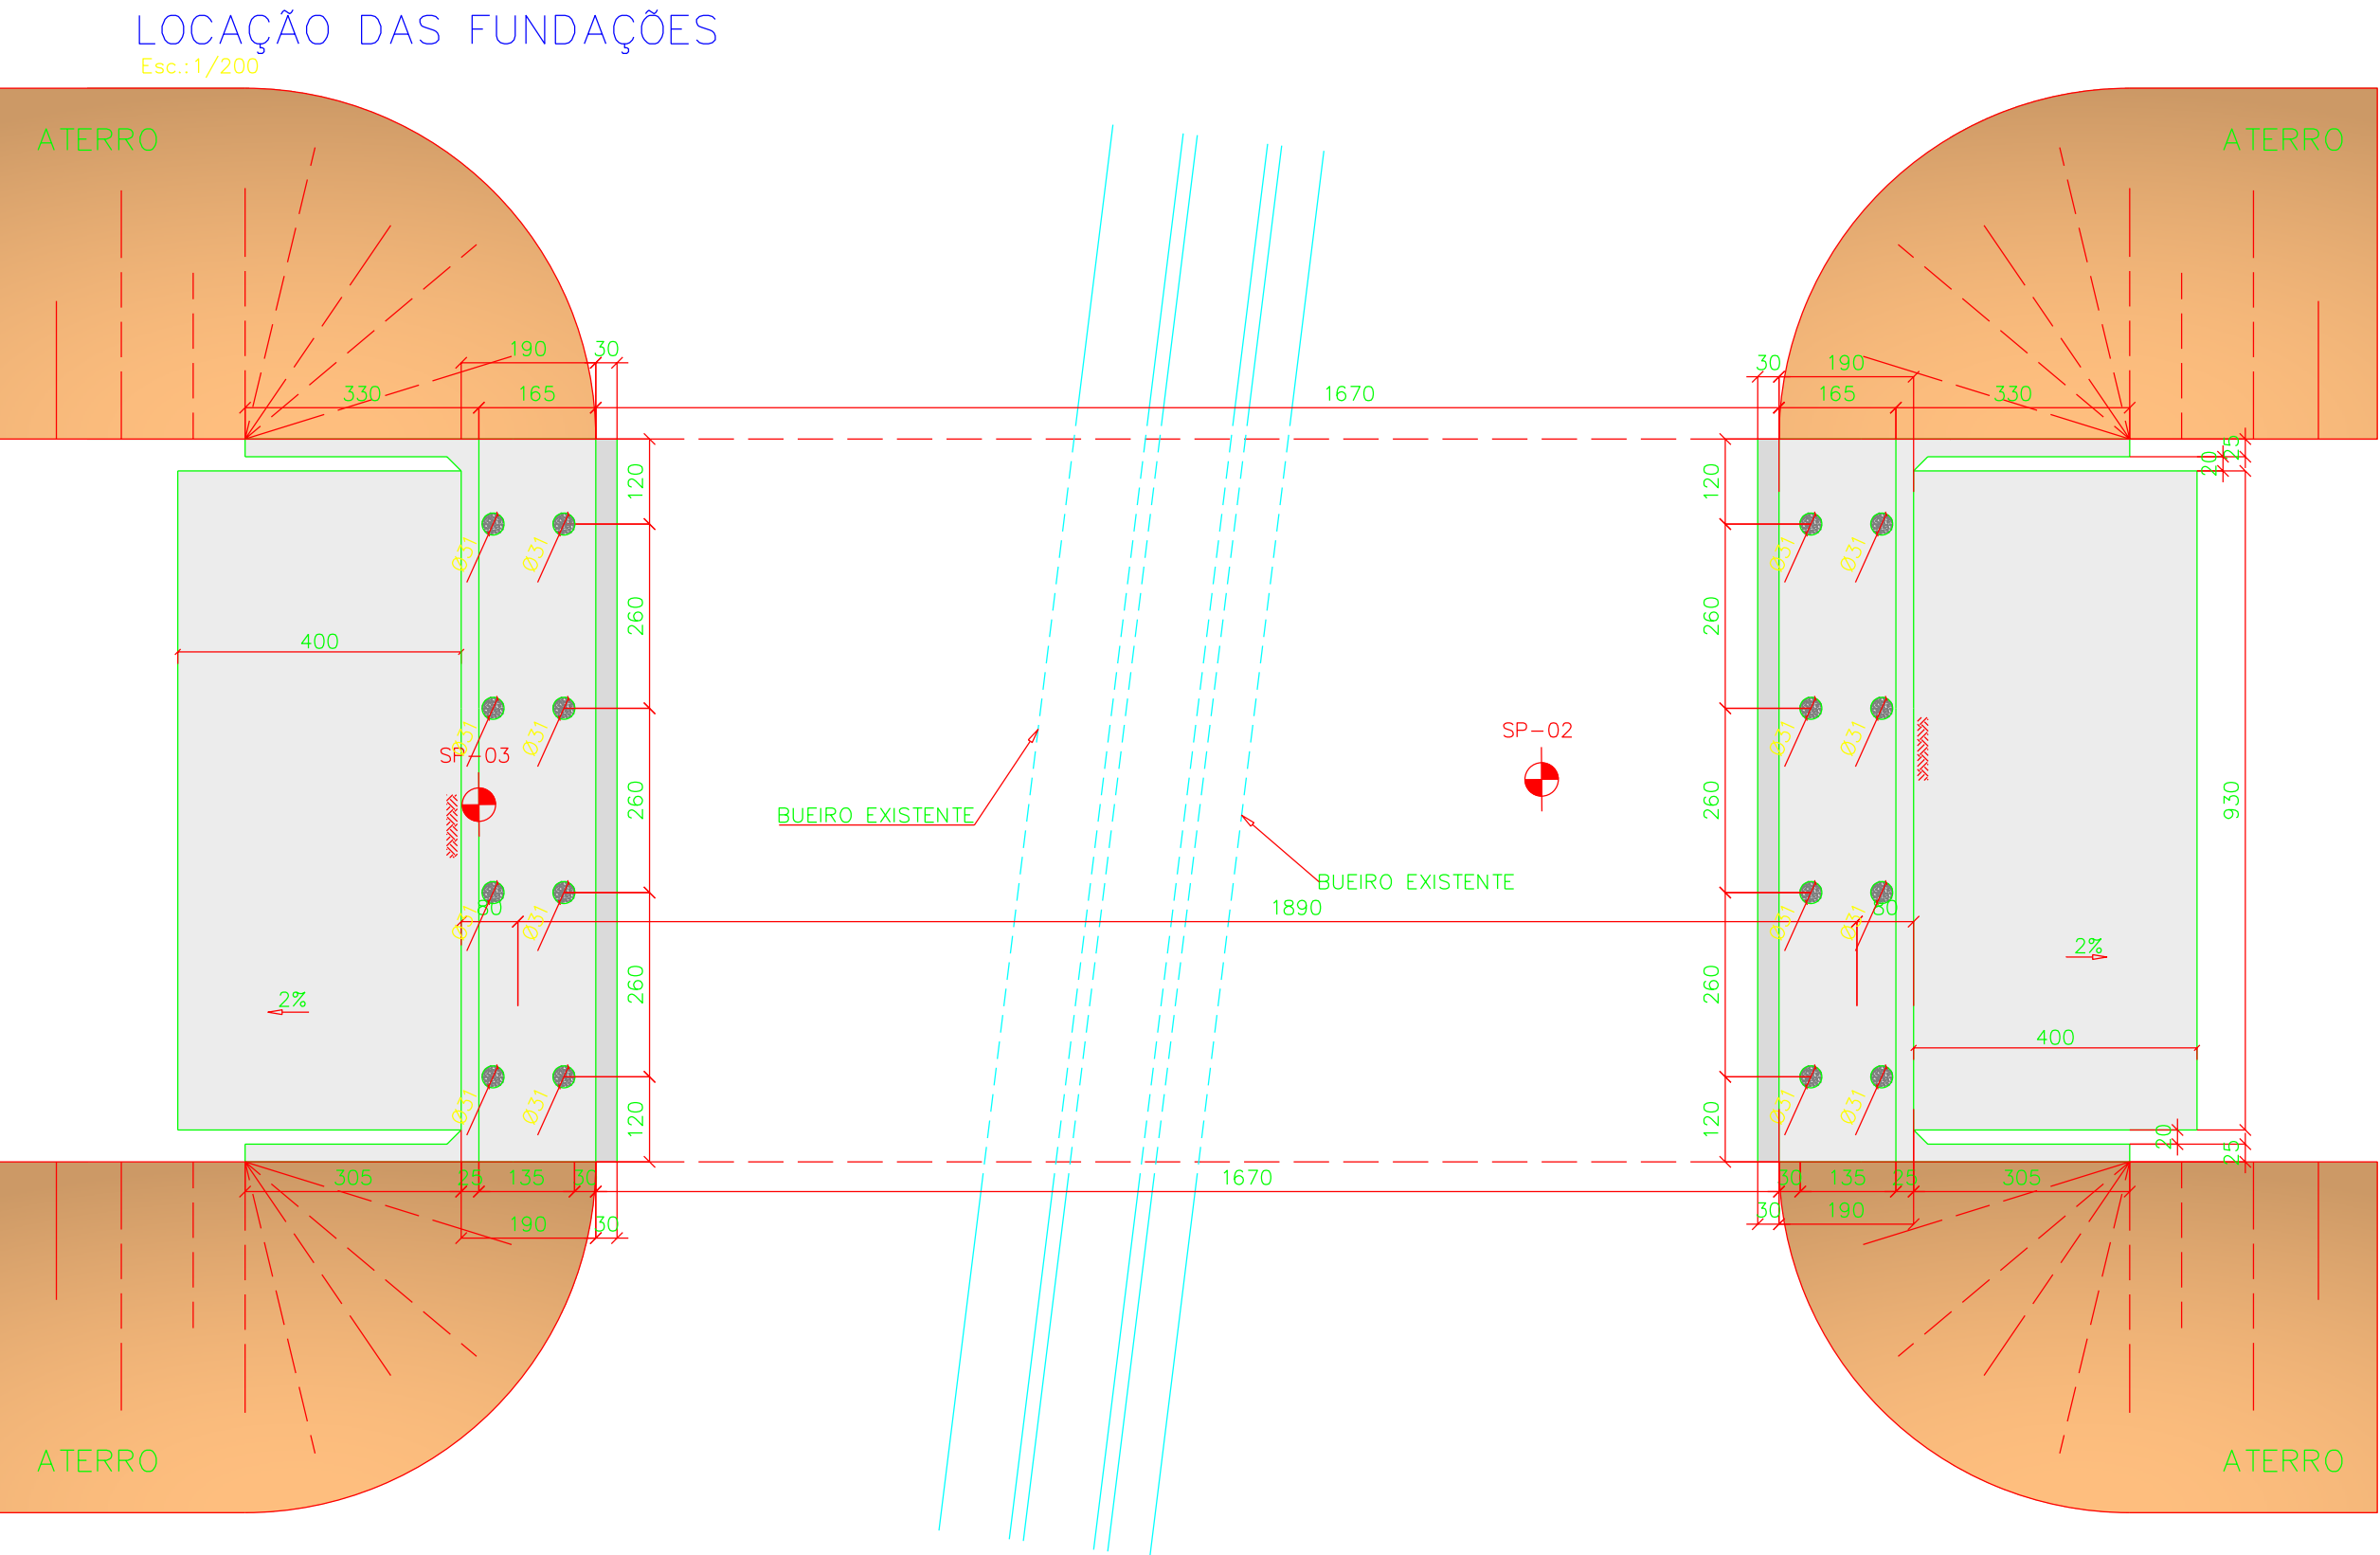 LOCAÇÃO DAS FUNDAÇÕES
Esc.:1/200
ATERRO
ATERRO
190
30
30
190
330
165
1670
165
330
25
20
120
120
Ø31
Ø31
Ø31
Ø31
260
260
400
Ø31
Ø31
Ø31
Ø31
SP-03
SP-02
260
260
930
BUEIRO EXISTENTE
BUEIRO EXISTENTE
80
1890
80
Ø31
Ø31
Ø31
Ø31
2%
260
260
2%
400
Ø31
Ø31
Ø31
Ø31
120
120
20
25
305
25
135
30
1670
30
135
25
305
190
30
30
190
ATERRO
ATERRO